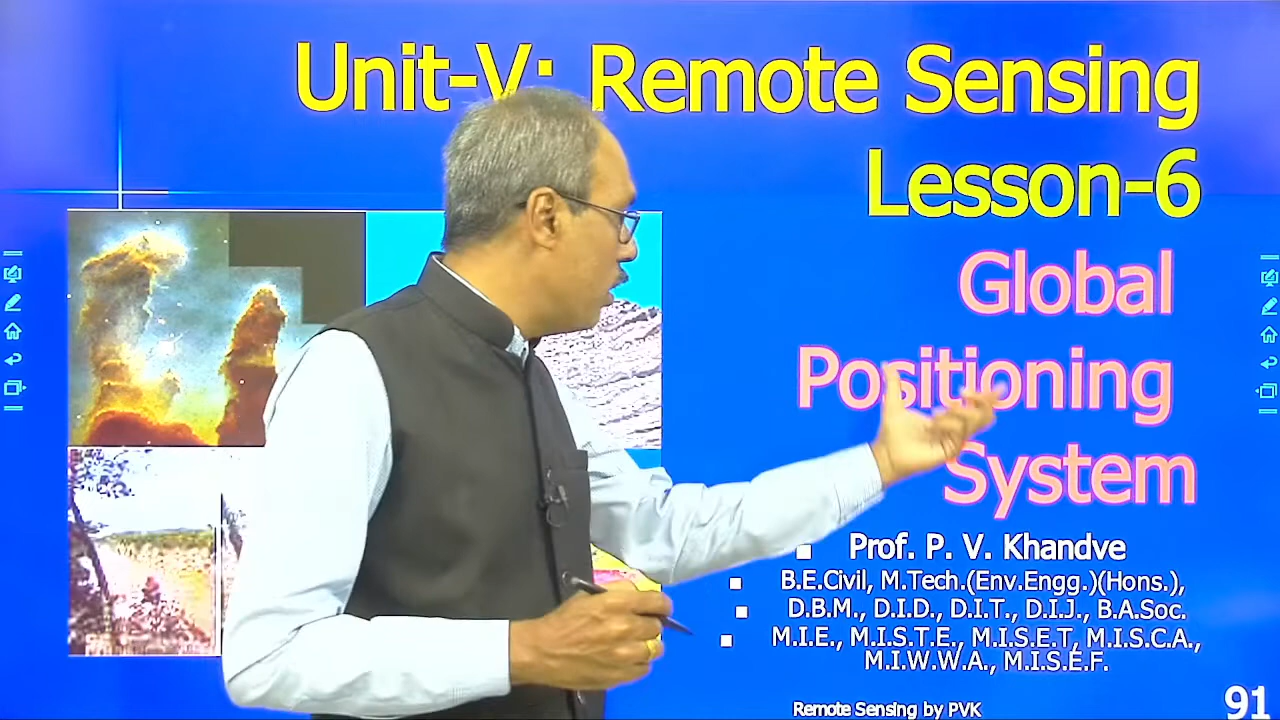 Unit-V: Remote Sensing
Lesson-6
Global
Positioning
System
Prof. P. V. Khandve
B.E.Civil, M.Tech.(Env.Engg.)(Hons.),
D.B.M., D.I.D., D.I.T., D.I.J., B.A.Soc.
M.I.E., M.I.S.T.E., M.I.S.E.T, M.I.S.C.A.,
M.I.W.W.A., M.I.S.E.F.
Remote Sensing by PVK
91